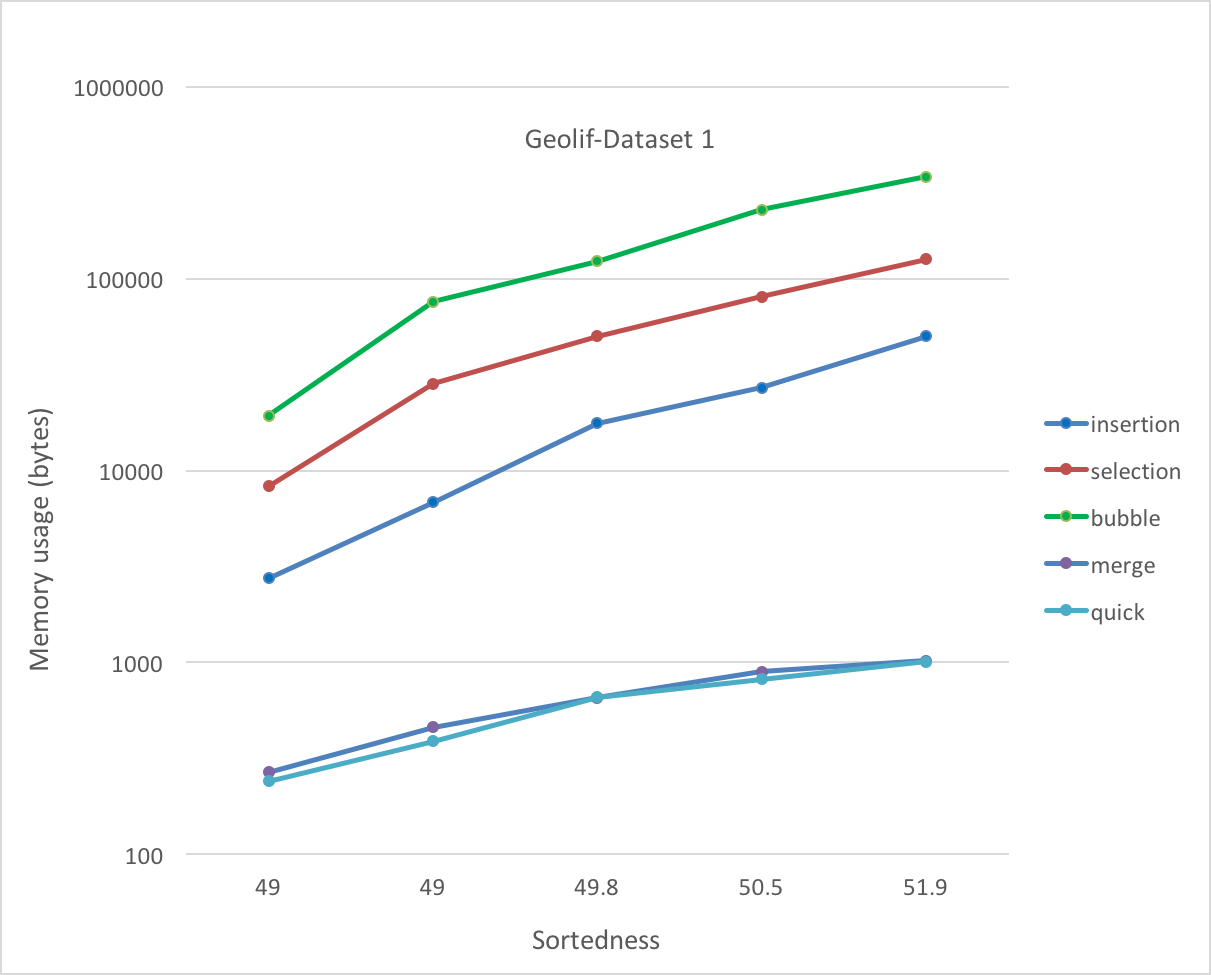 Geolif-Dataset 1
1000000
100000
10000
1000
100
Memory usage (bytes)
49 49 49.8 50.5 51.9
Sortedness
insertion
selection
bubble
merge
quick